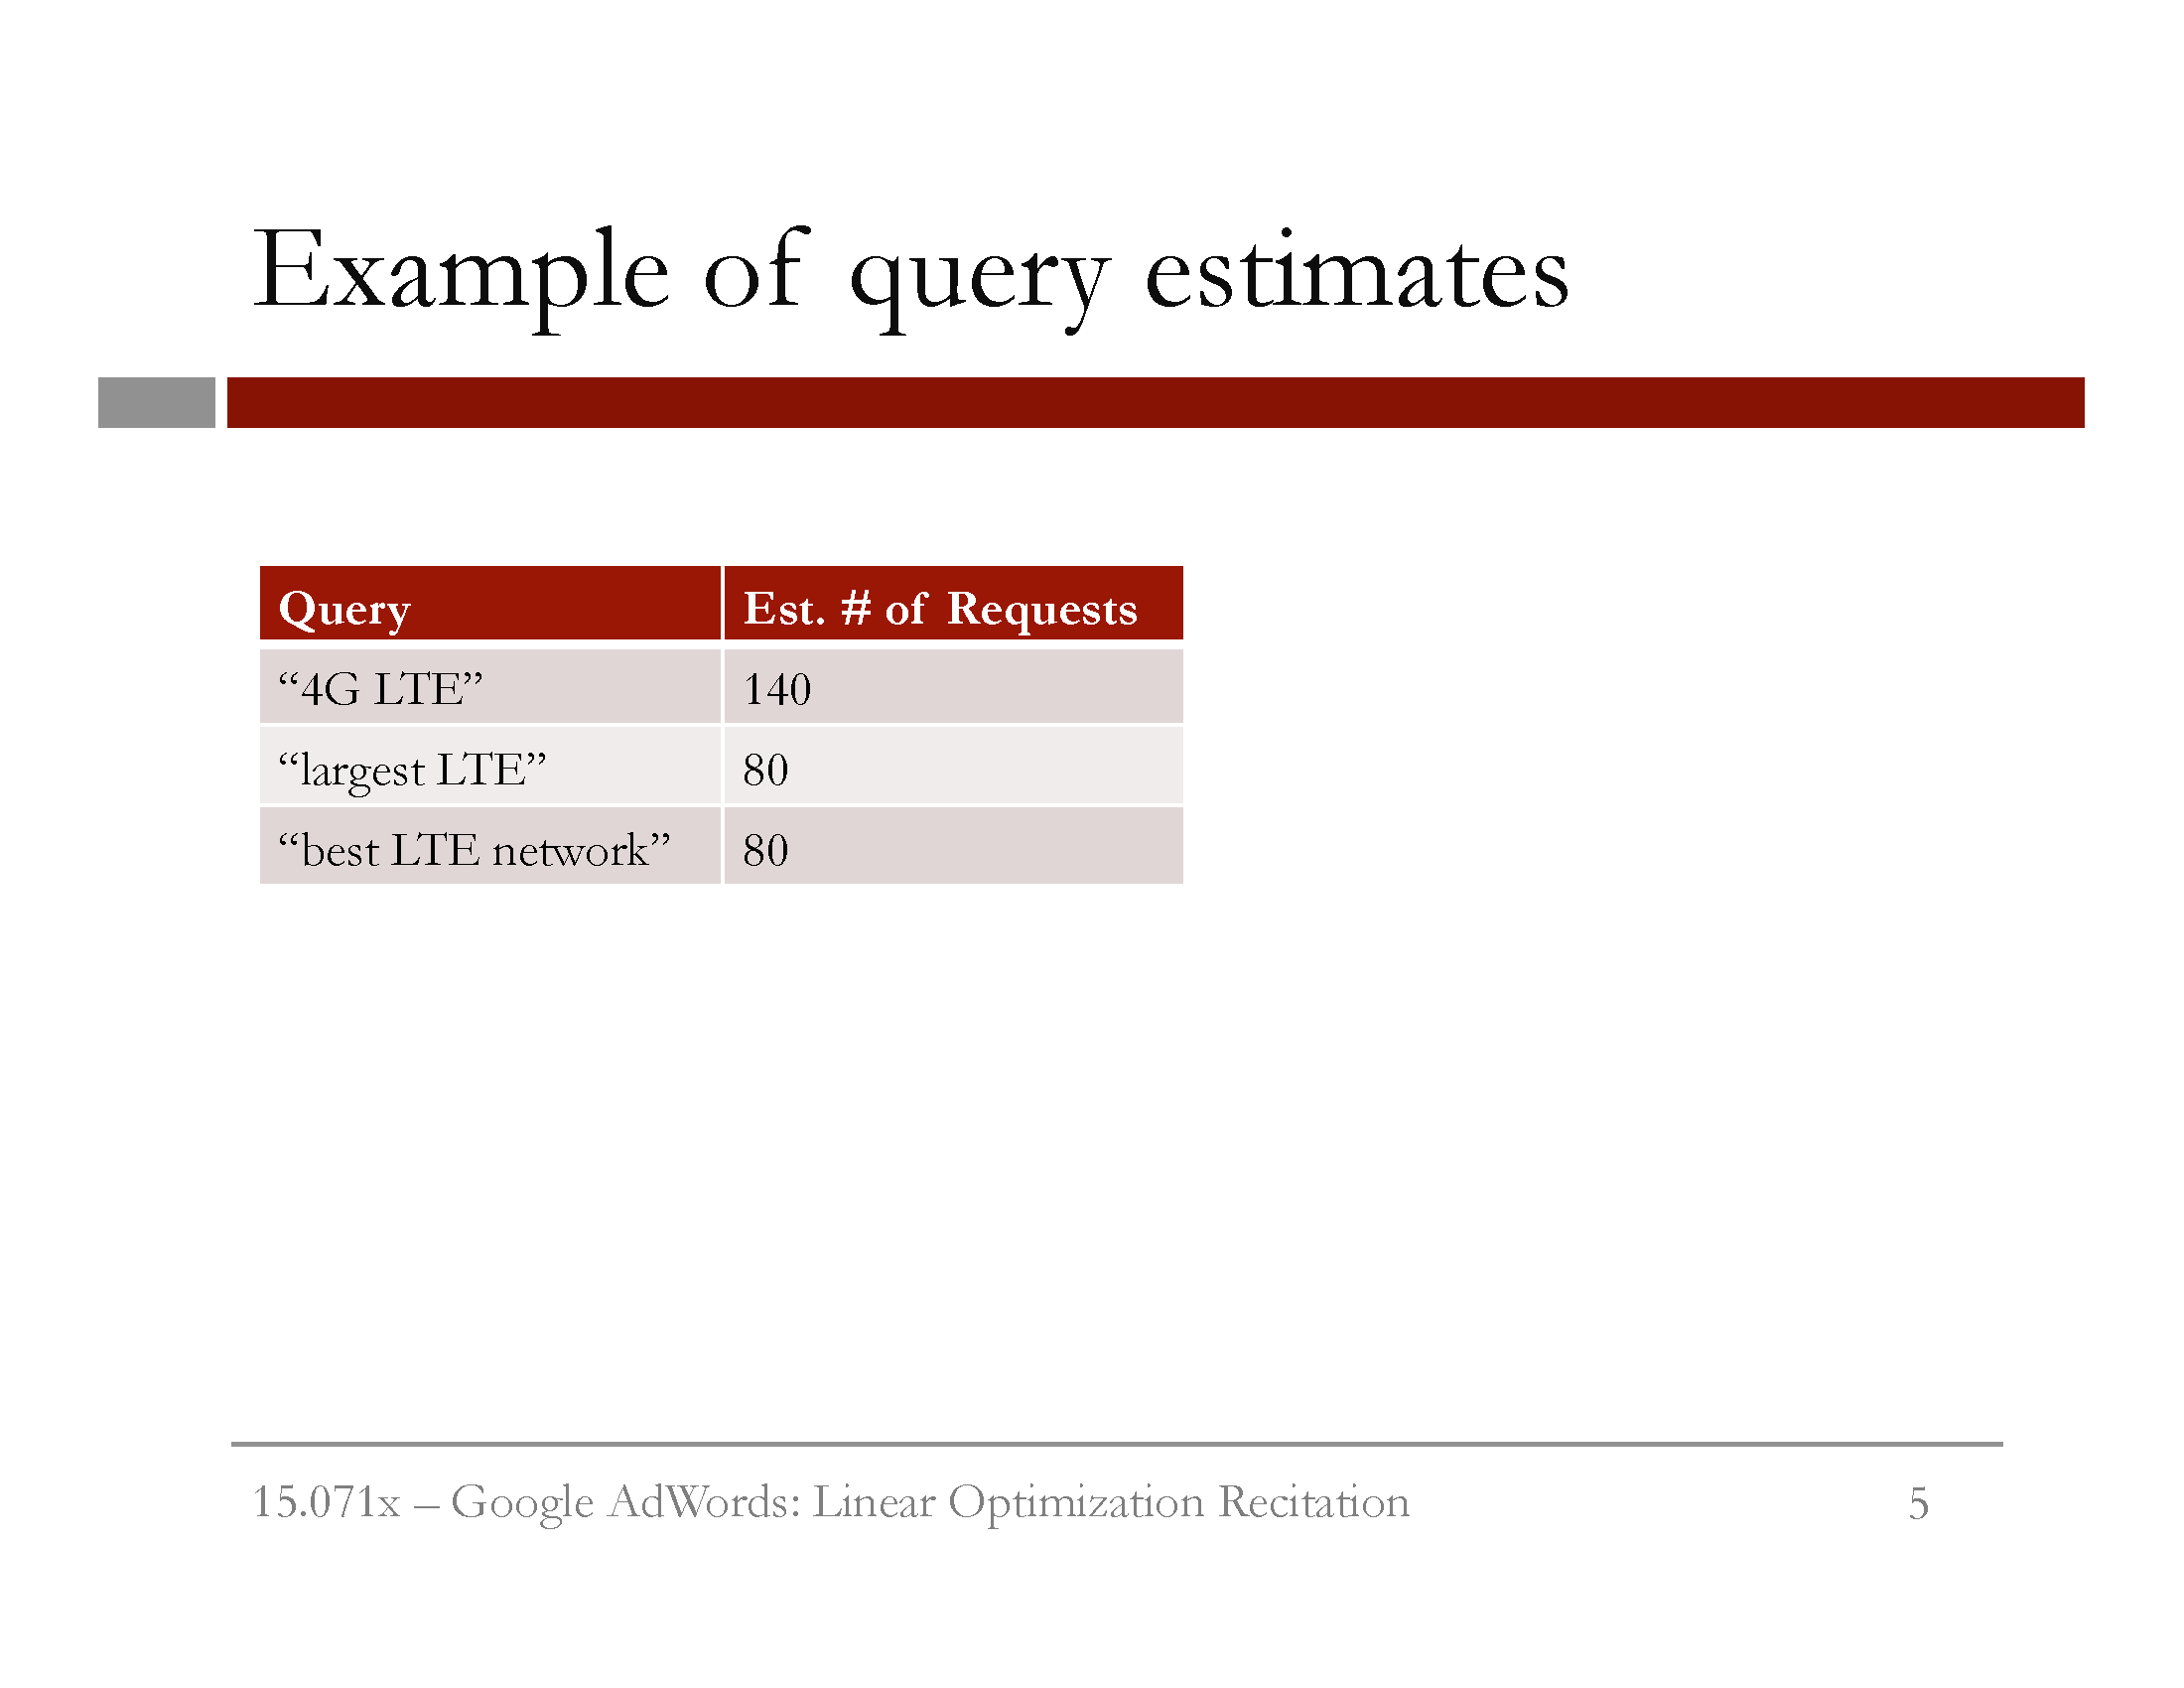 Example of query estimates
Query Est. # of Requests
“4G LTE” 140
“largest LTE” 80
“best LTE network” 80
15.071x – Google AdWords: Linear Optimization Recitation 5